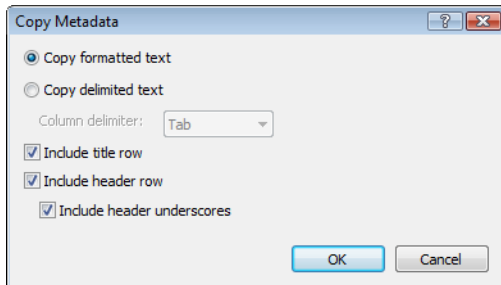 Copy Metadata
Copy formatted text
Copy delimited text
Column delimiter: Tab
Include title row
Include header row
Include header underscores
OK Cancel